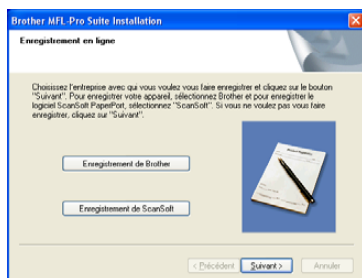 Brother MFL-Pro Suite Installation
Enregistrement en ligne
Choisissez l'entreprise avec qui vous voulez vous faire enregistrer et cliquez sur le bouton
"Suivant". Pour enregistrer votre appareil, sélectionnez Brother et pour enregistrer le
logiciel ScanSoft PaperPort, sélectionnez "ScanSoft". Si vous ne voulez pas vous faire
enregistrer, cliquez sur "Suivant".
Enregistrement de Brother
Enregistrement de ScanSoft
< Précédent Suivant > Annuler